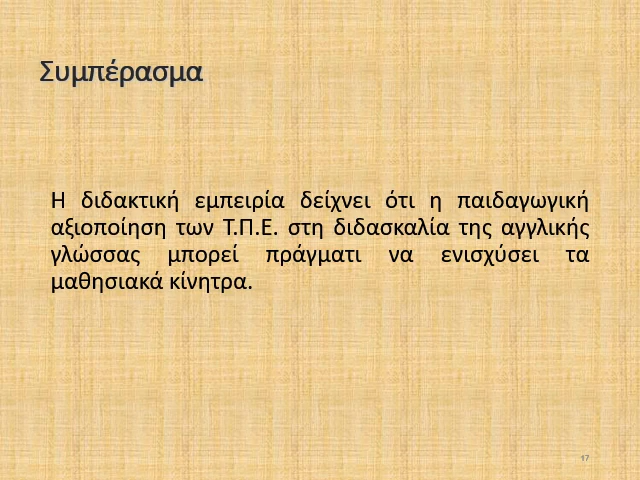 Συμπέρασμα
Η διδακτική εμπειρία δείχνει ότι η παιδαγωγική
αξιοποίηση των Τ.Π.Ε. στη διδασκαλία της αγγλικής
γλώσσας μπορεί πράγματι να ενισχύσει τα
μαθησιακά κίνητρα.
17